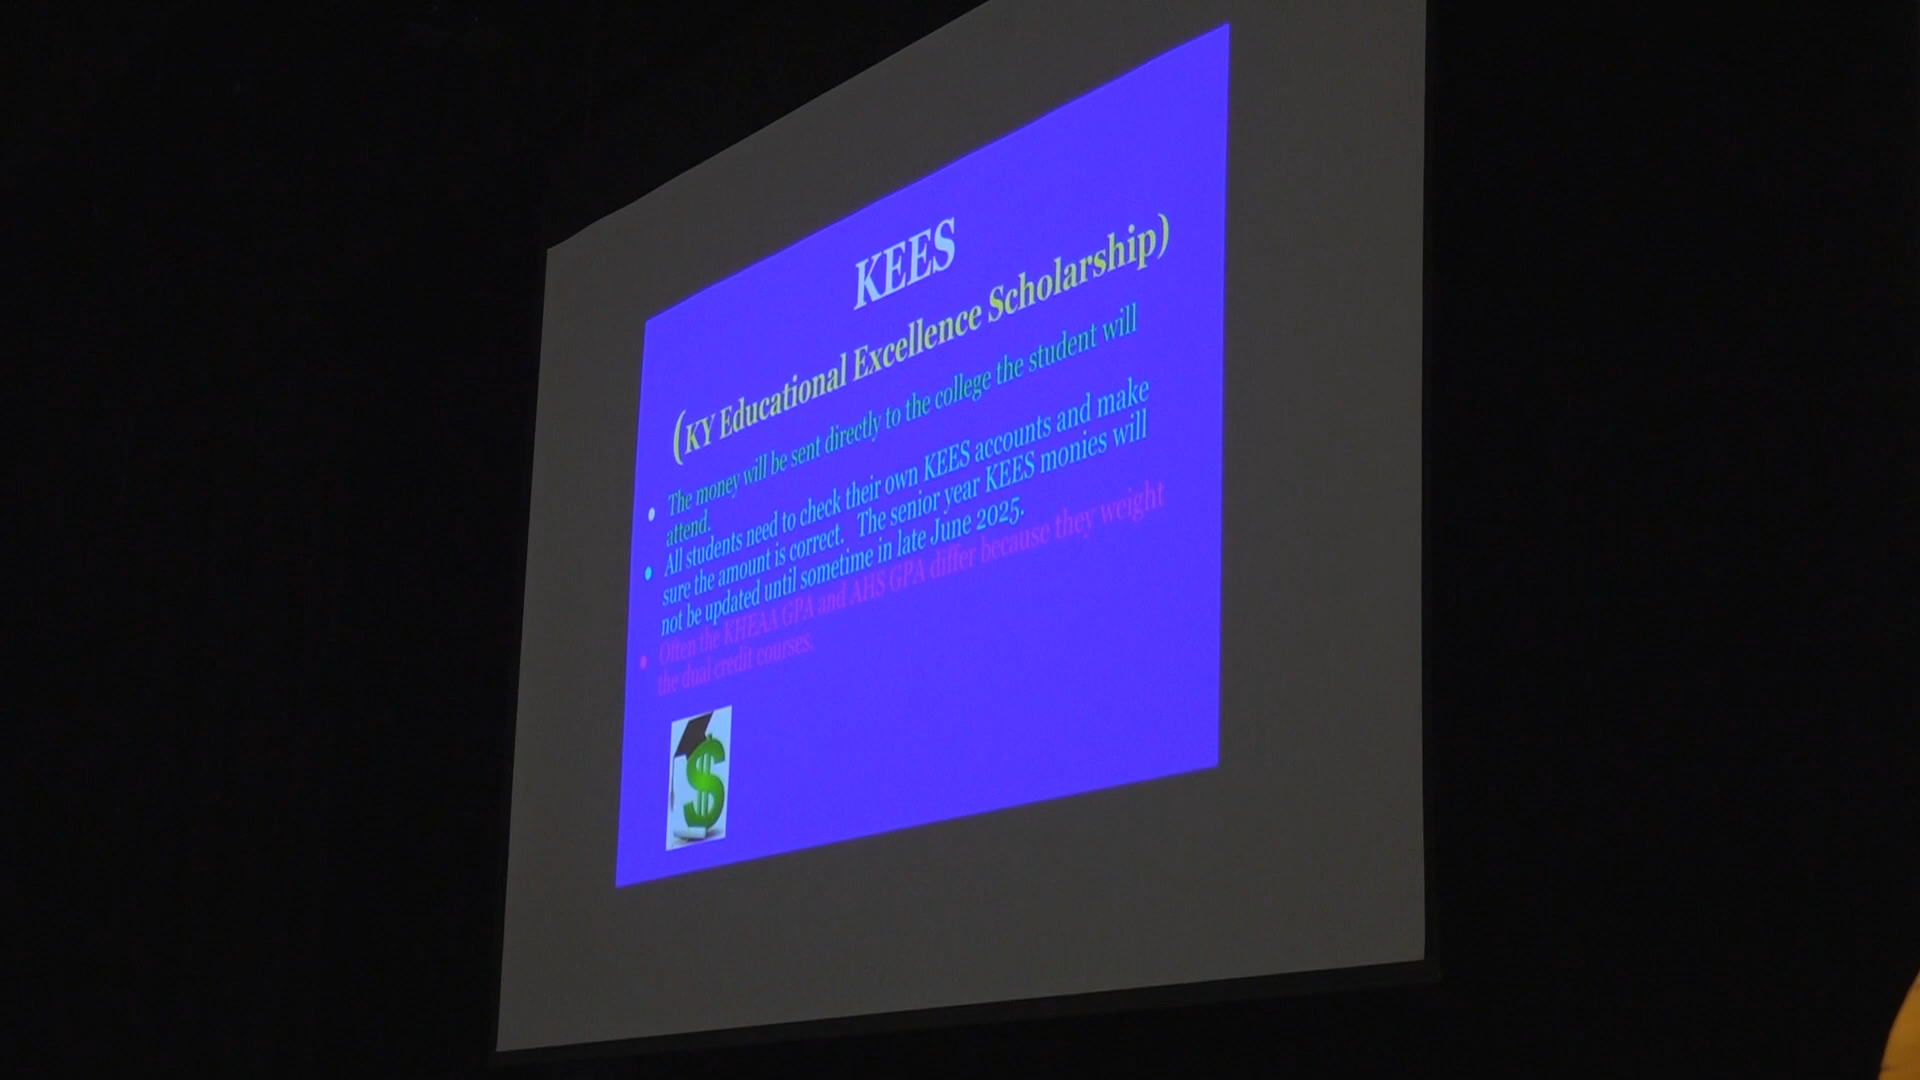 KEES
(KY Educational Excellence Scholarship)
• The money will be sent directly to the college the student will
attend.
• All students need to check their own KEES accounts and make
sure the amount is correct. The senior year KEES monies will
not be updated until sometime in late June 2025.
• Often the KHEAA GPA and AHS GPA differ because they weight
the dual credit courses.
$